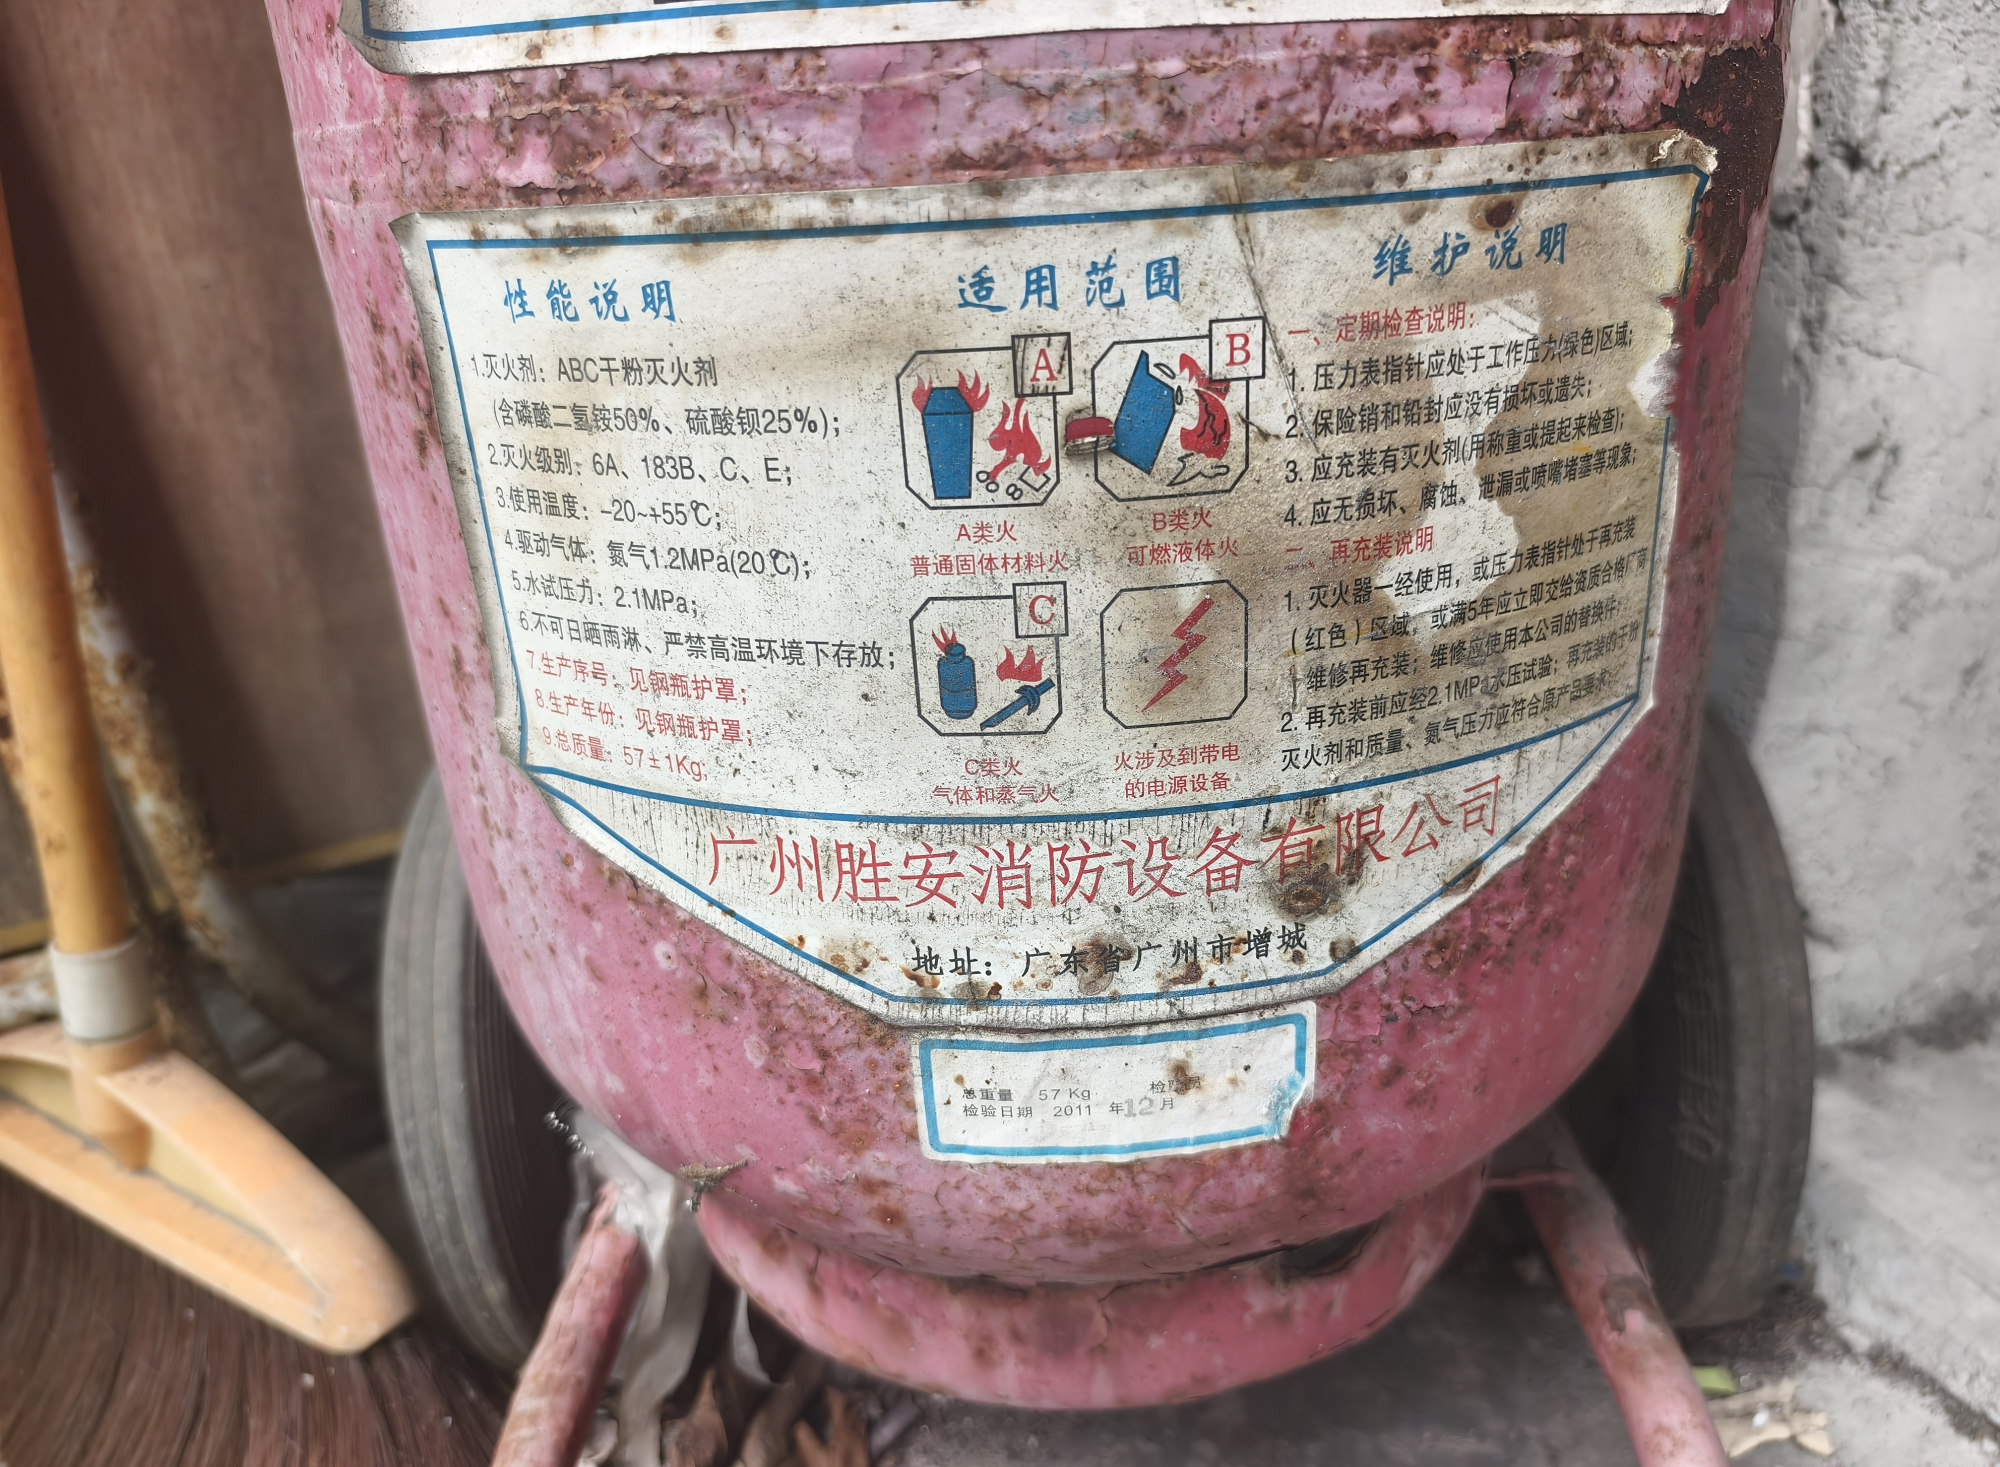 性能说明
1.灭火剂：ABC干粉灭火剂
(含磷酸二氢铵50%、硫酸钡25%)；
2.灭火级别：6A、183B、C、E；
3.使用温度：-20~+55℃；
4.驱动气体：氮气1.2MPa(20℃)；
5.水试压力：2.1MPa；
6.不可日晒雨淋、严禁高温环境下存放；
7.生产序号：见钢瓶护罩；
8.生产年份：见钢瓶护罩；
9.总质量：57±1Kg；
适用范围
A
B
A类火
普通固体材料火
B类火
可燃液体火
C
C类火
气体和蒸气火
火涉及到带电
的电源设备
维护说明
一、定期检查说明：
1. 压力表指针应处于工作压力(绿色)区域；
2. 保险销和铅封应没有损坏或遗失；
3. 应充装有灭火剂(用称重或提起来检查)；
4. 应无损坏、腐蚀、泄漏或喷嘴堵塞等现象；
再充装说明
1. 灭火器一经使用，或压力表指针处于再充装
(红色)区域，或满5年应立即交给资质合格厂商
维修再充装；维修应使用本公司的替换件；
2. 再充装前应经2.1MPa水压试验；再充装的干粉
灭火剂和质量、氮气压力应符合原产品要求；
广州胜安消防设备有限公司
地址：广东省广州市增城
总重量 57 Kg 检验员
检验日期 2011 年12月